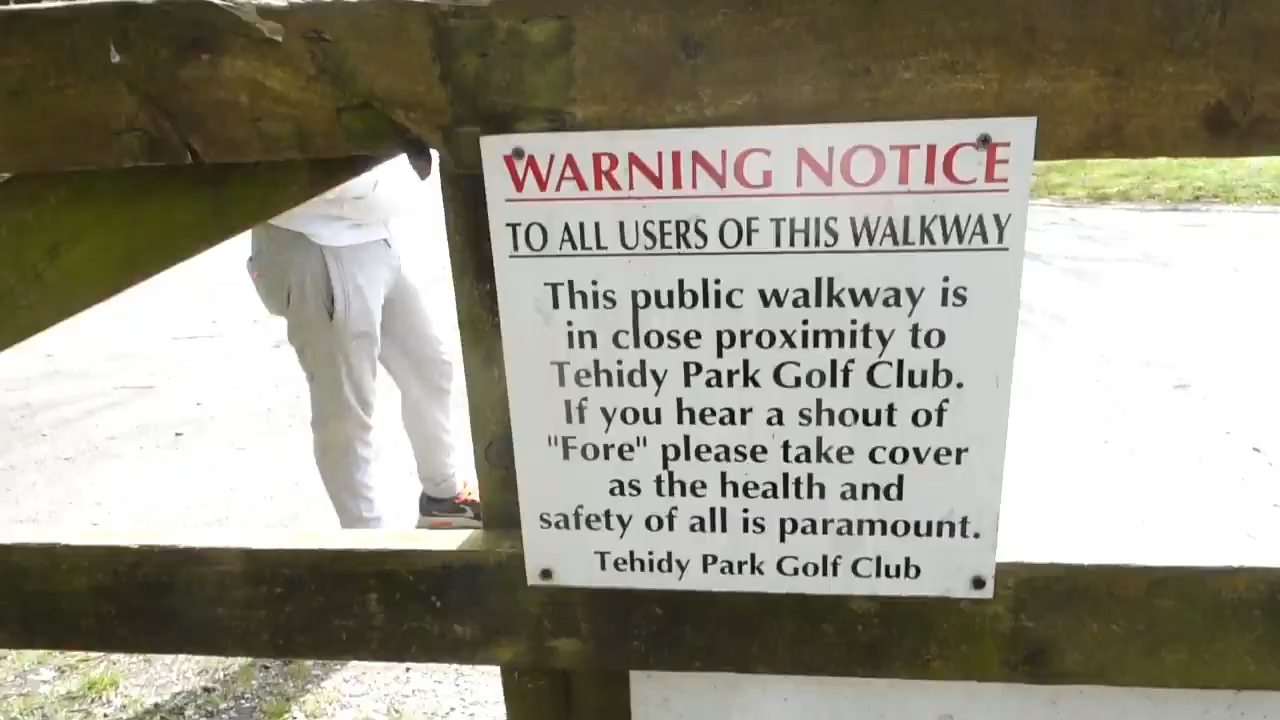 WARNING NOTICE
TO ALL USERS OF THIS WALKWAY
This public walkway is
in close proximity to
Tehidy Park Golf Club.
If you hear a shout of
"Fore" please take cover
as the health and
safety of all is paramount.
Tehidy Park Golf Club